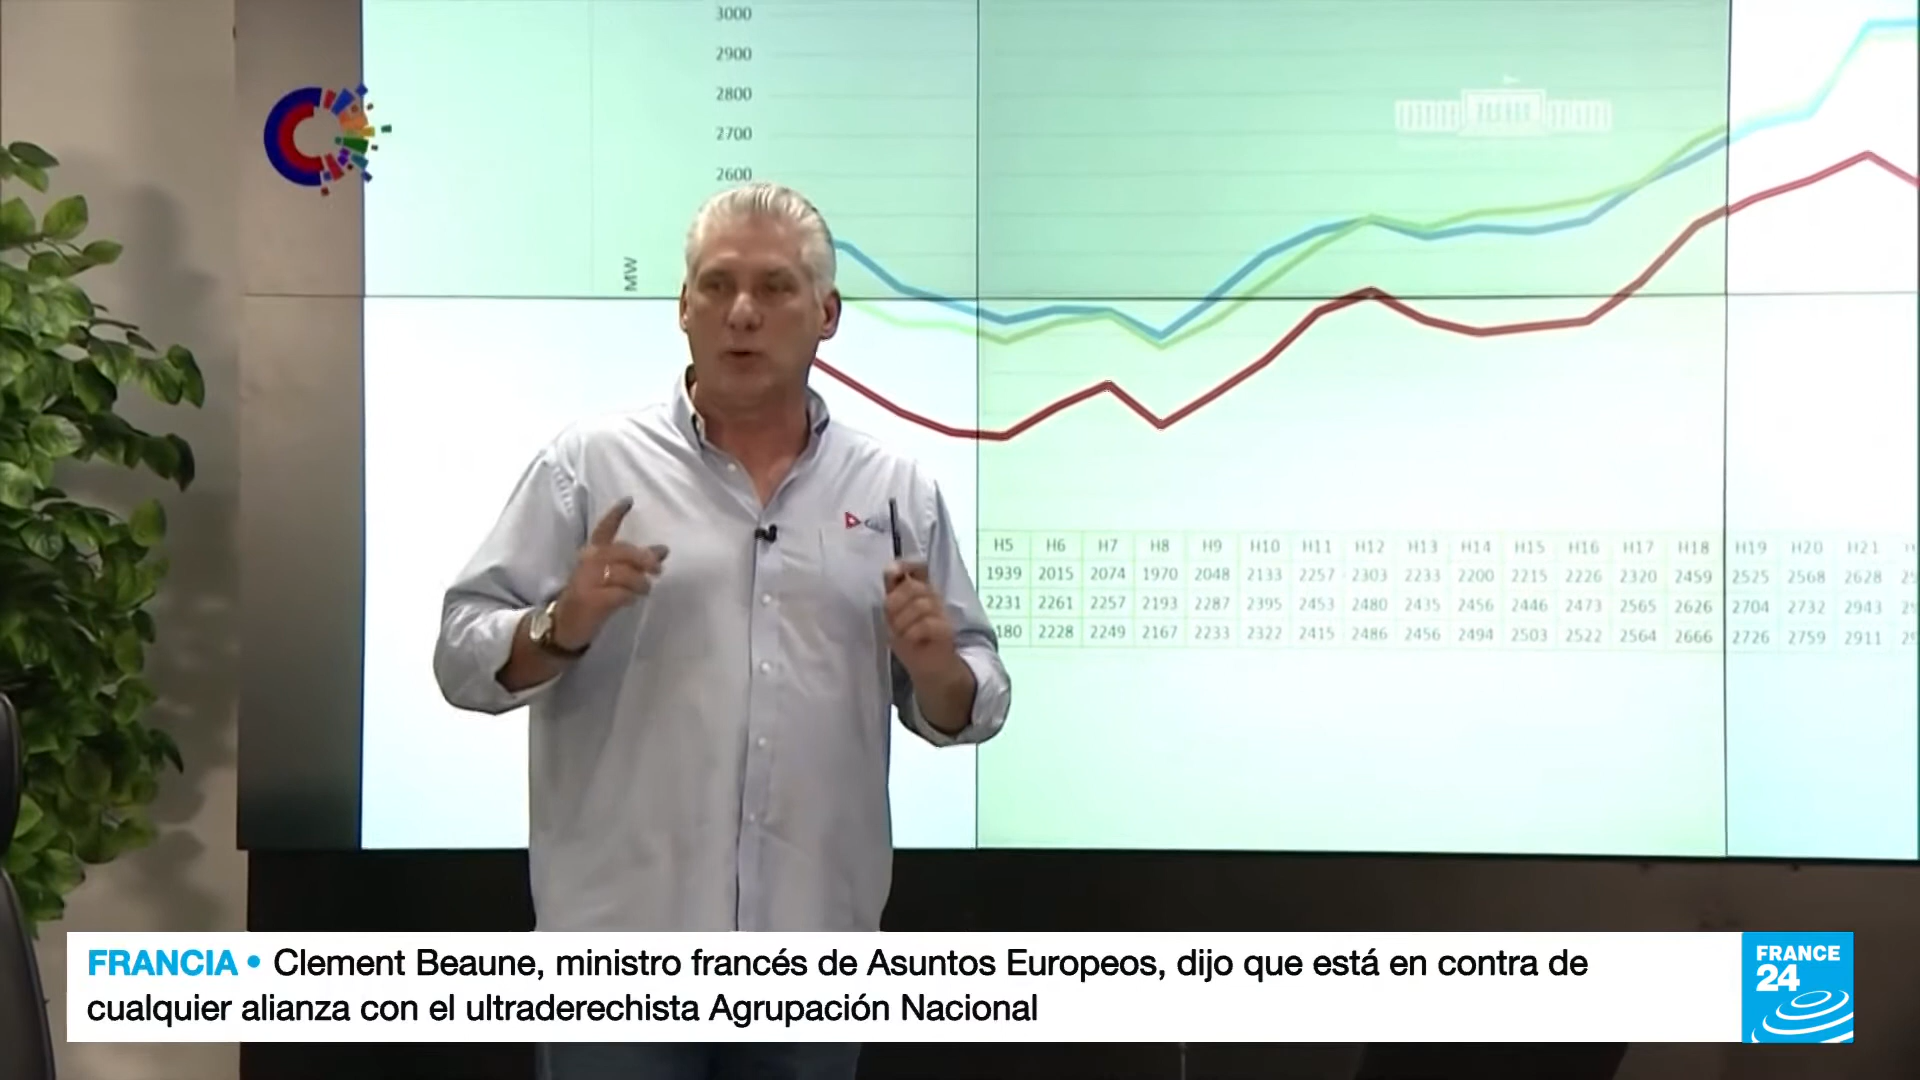 3000
2900
2800
2700
2600
MW
H5 H6 H7 H8 H9 H10 H11 H12 H13 H14 H15 H16 H17 H18 H19 H20 H21
1939 2015 2074 1970 2048 2133 2257 2303 2233 2200 2215 2226 2320 2459 2525 2568 2628
2231 2261 2257 2193 2287 2395 2453 2480 2435 2456 2446 2473 2565 2626 2704 2732 2943
180 2228 2249 2167 2233 2322 2415 2486 2456 2494 2503 2522 2564 2666 2726 2759 2911
FRANCIA • Clement Beaune, ministro francés de Asuntos Europeos, dijo que está en contra de
cualquier alianza con el ultraderechista Agrupación Nacional
FRANCE
24